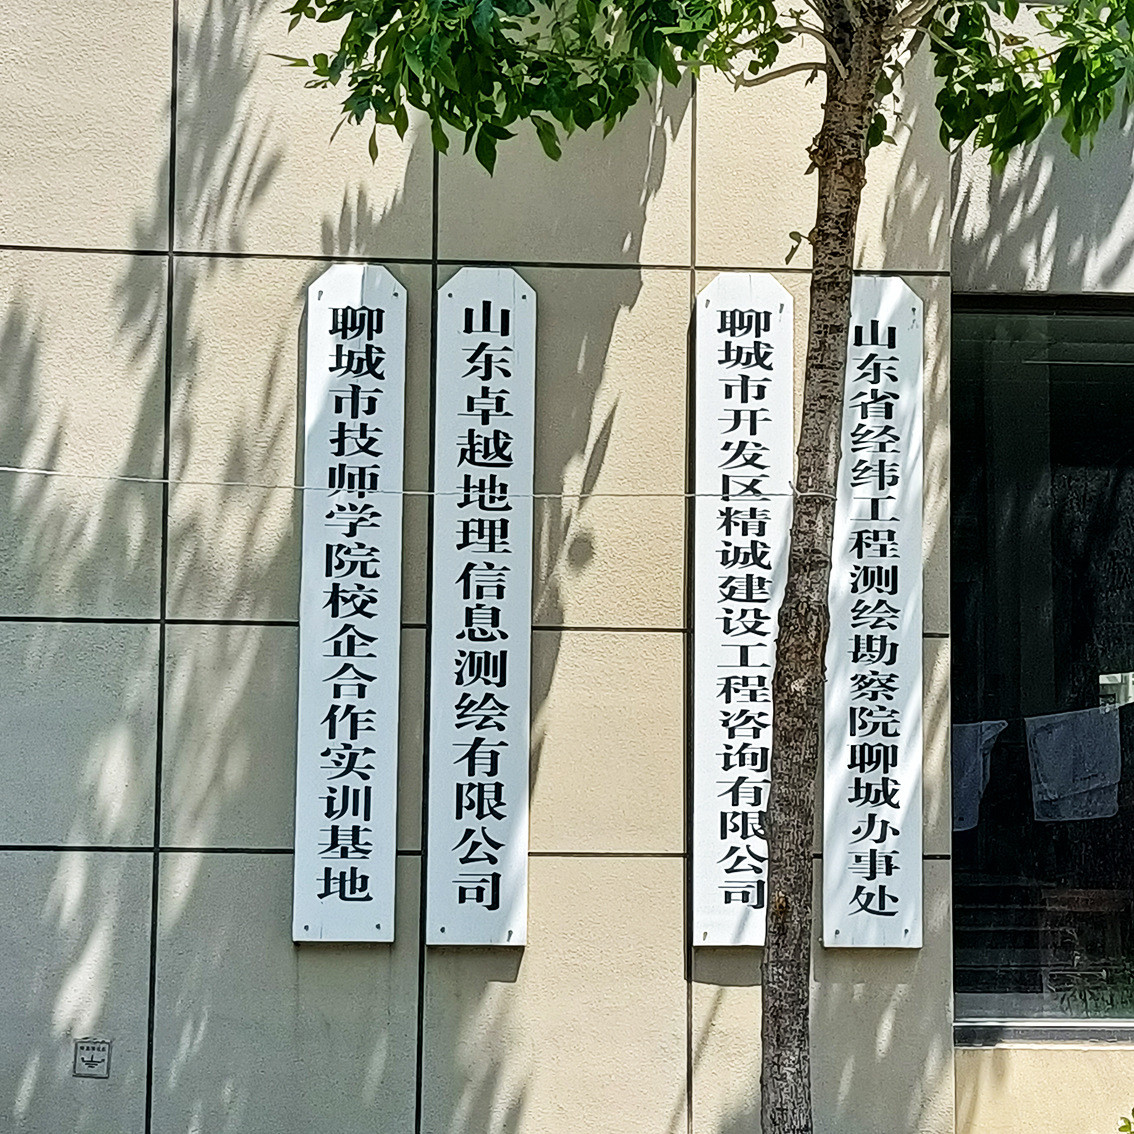 聊城市技师学院校企合作实训基地
山东卓越地理信息测绘有限公司
聊城市开发区精诚建设工程咨询有限公司
山东省经纬工程测绘勘察院聊城办事处